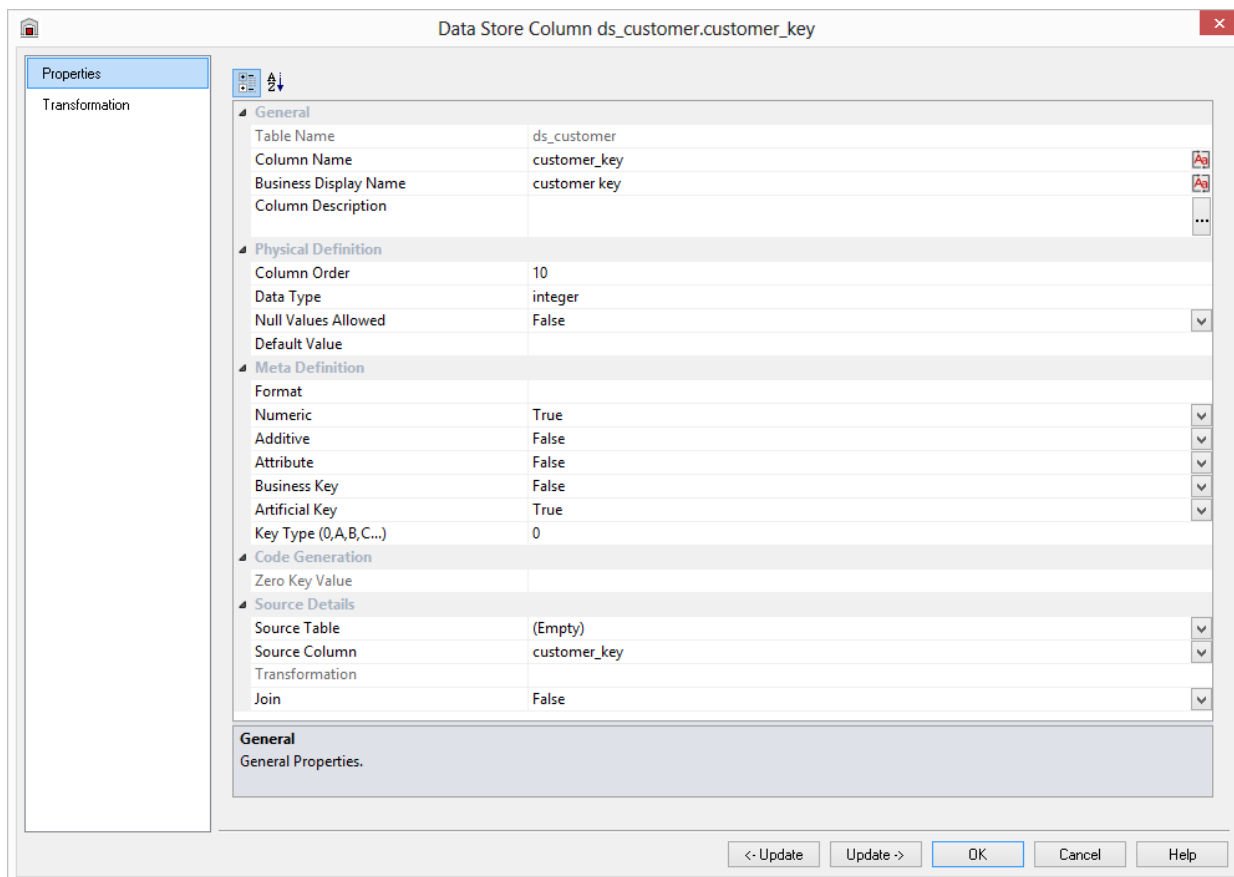 Data Store Column ds_customer.customer_key
Properties
Transformation
General
Table Name ds_customer
Column Name customer_key
Business Display Name customer key
Column Description ...
Physical Definition
Column Order 10
Data Type integer
Null Values Allowed False
Default Value
Meta Definition
Format
Numeric True
Additive False
Attribute False
Business Key False
Artificial Key True
Key Type (0,A,B,C...) 0
Code Generation
Zero Key Value
Source Details
Source Table (Empty)
Source Column customer_key
Transformation
Join False
General
General Properties.
<- Update Update -> OK Cancel Help